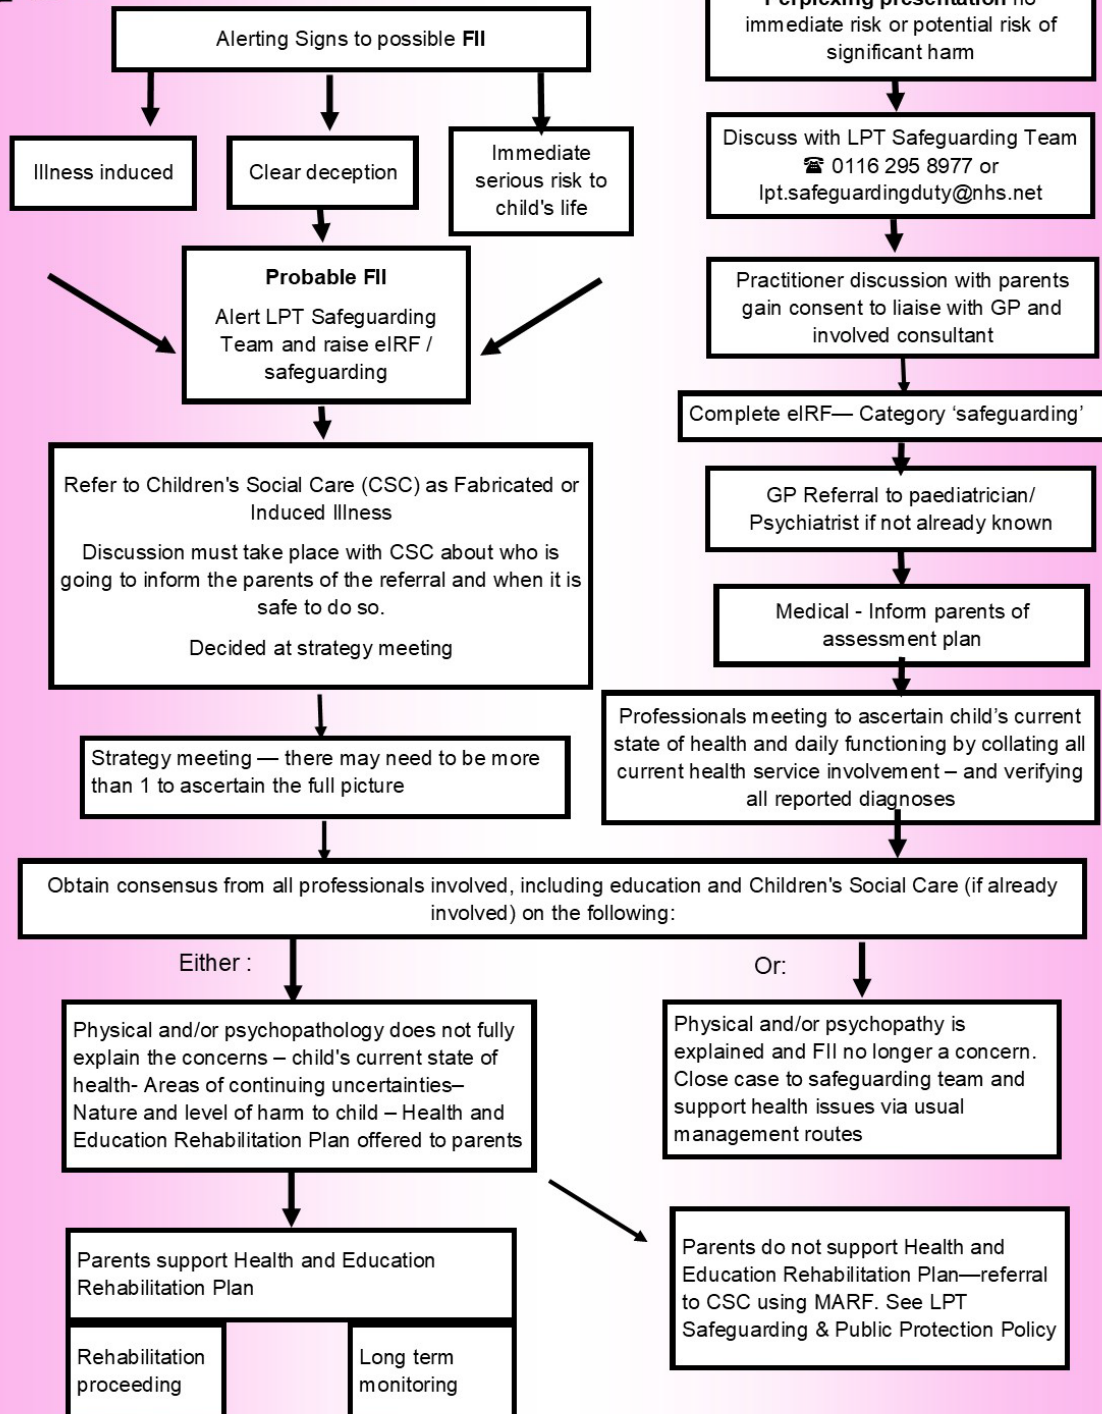 Alerting Signs to possible FII
Illness induced
Clear deception
Immediate
serious risk to
child's life
Probable FII
Alert LPT Safeguarding
Team and raise eIRF /
safeguarding
Refer to Children's Social Care (CSC) as Fabricated or
Induced Illness
Discussion must take place with CSC about who is
going to inform the parents of the referral and when it is
safe to do so.
Decided at strategy meeting
Strategy meeting — there may need to be more
than 1 to ascertain the full picture
Perplexing presentation no
immediate risk or potential risk of
significant harm
Discuss with LPT Safeguarding Team
☎ 0116 295 8977 or
lpt.safeguardingduty@nhs.net
Practitioner discussion with parents
gain consent to liaise with GP and
involved consultant
Complete eIRF— Category ‘safeguarding’
GP Referral to paediatrician/
Psychiatrist if not already known
Medical - Inform parents of
assessment plan
Professionals meeting to ascertain child’s current
state of health and daily functioning by collating all
current health service involvement – and verifying
all reported diagnoses
Obtain consensus from all professionals involved, including education and Children's Social Care (if already
involved) on the following:
Either :
Or:
Physical and/or psychopathology does not fully
explain the concerns – child's current state of
health- Areas of continuing uncertainties–
Nature and level of harm to child – Health and
Education Rehabilitation Plan offered to parents
Physical and/or psychopathy is
explained and FII no longer a concern.
Close case to safeguarding team and
support health issues via usual
management routes
Parents support Health and Education
Rehabilitation Plan
Rehabilitation
proceeding
Long term
monitoring
Parents do not support Health and
Education Rehabilitation Plan—referral
to CSC using MARF. See LPT
Safeguarding & Public Protection Policy